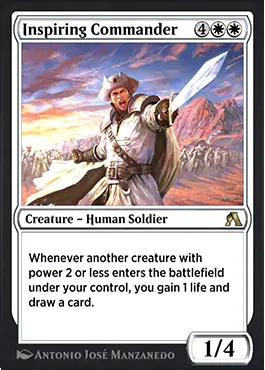 Inspiring Commander 4
Creature – Human Soldier
Whenever another creature with
power 2 or less enters the battlefield
under your control, you gain 1 life and
draw a card.
Antonio José Manzanedo
1/4